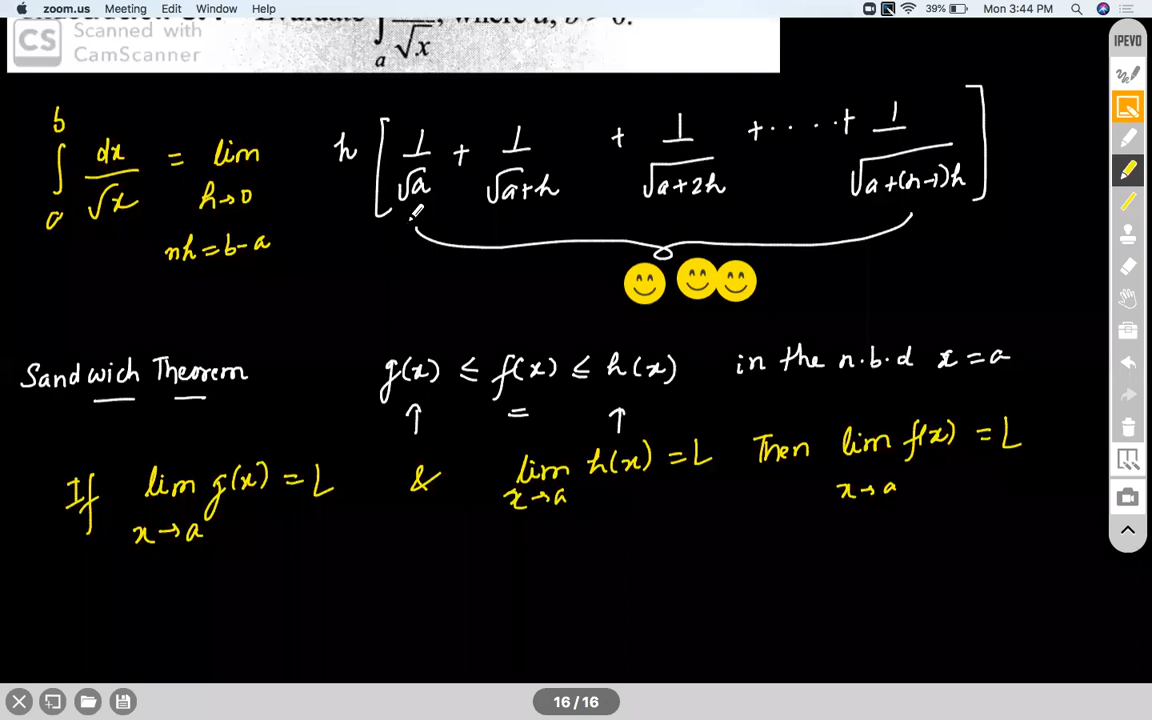 zoom.us Meeting Edit Window Help 39% Mon 3:44 PM
IPEVO
CS Scanned with
CamScanner
Evaluate ∫ₐ √x , where a, b > 0.
∫ₐᵇ dx/√x = lim h→0 nh = b-a h [ 1/√a + 1/√a+h + 1/√a+2h + · · · · + 1/√a+(n-1)h ]
Sandwich Theorem g(x) ≤ f(x) ≤ h(x) in the n.b.d x = a
If lim x→a g(x) = L & lim x→a h(x) = L Then lim x→a f(x) = L
16 / 16